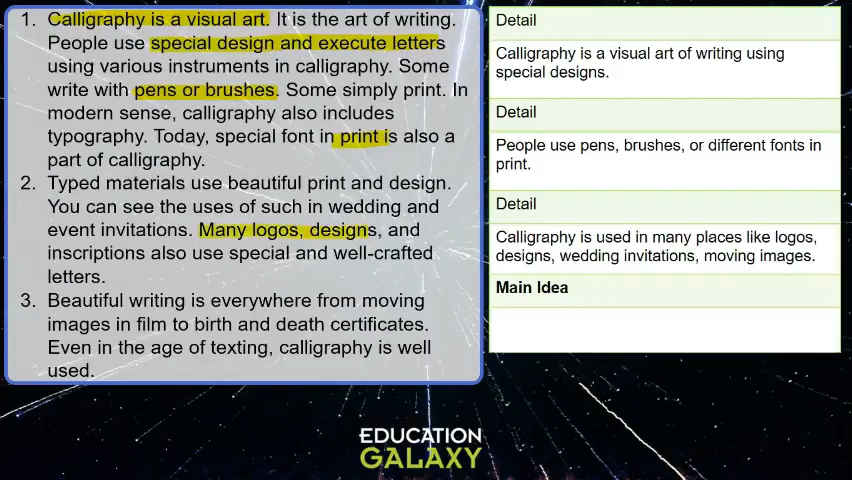 1. Calligraphy is a visual art. It is the art of writing.
People use special design and execute letters
using various instruments in calligraphy. Some
write with pens or brushes. Some simply print. In
modern sense, calligraphy also includes
typography. Today, special font in print is also a
part of calligraphy.
2. Typed materials use beautiful print and design.
You can see the uses of such in wedding and
event invitations. Many logos, designs, and
inscriptions also use special and well-crafted
letters.
3. Beautiful writing is everywhere from moving
images in film to birth and death certificates.
Even in the age of texting, calligraphy is well
used.
Detail
Calligraphy is a visual art of writing using
special designs.
Detail
People use pens, brushes, or different fonts in
print.
Detail
Calligraphy is used in many places like logos,
designs, wedding invitations, moving images.
Main Idea
EDUCATION
GALAXY